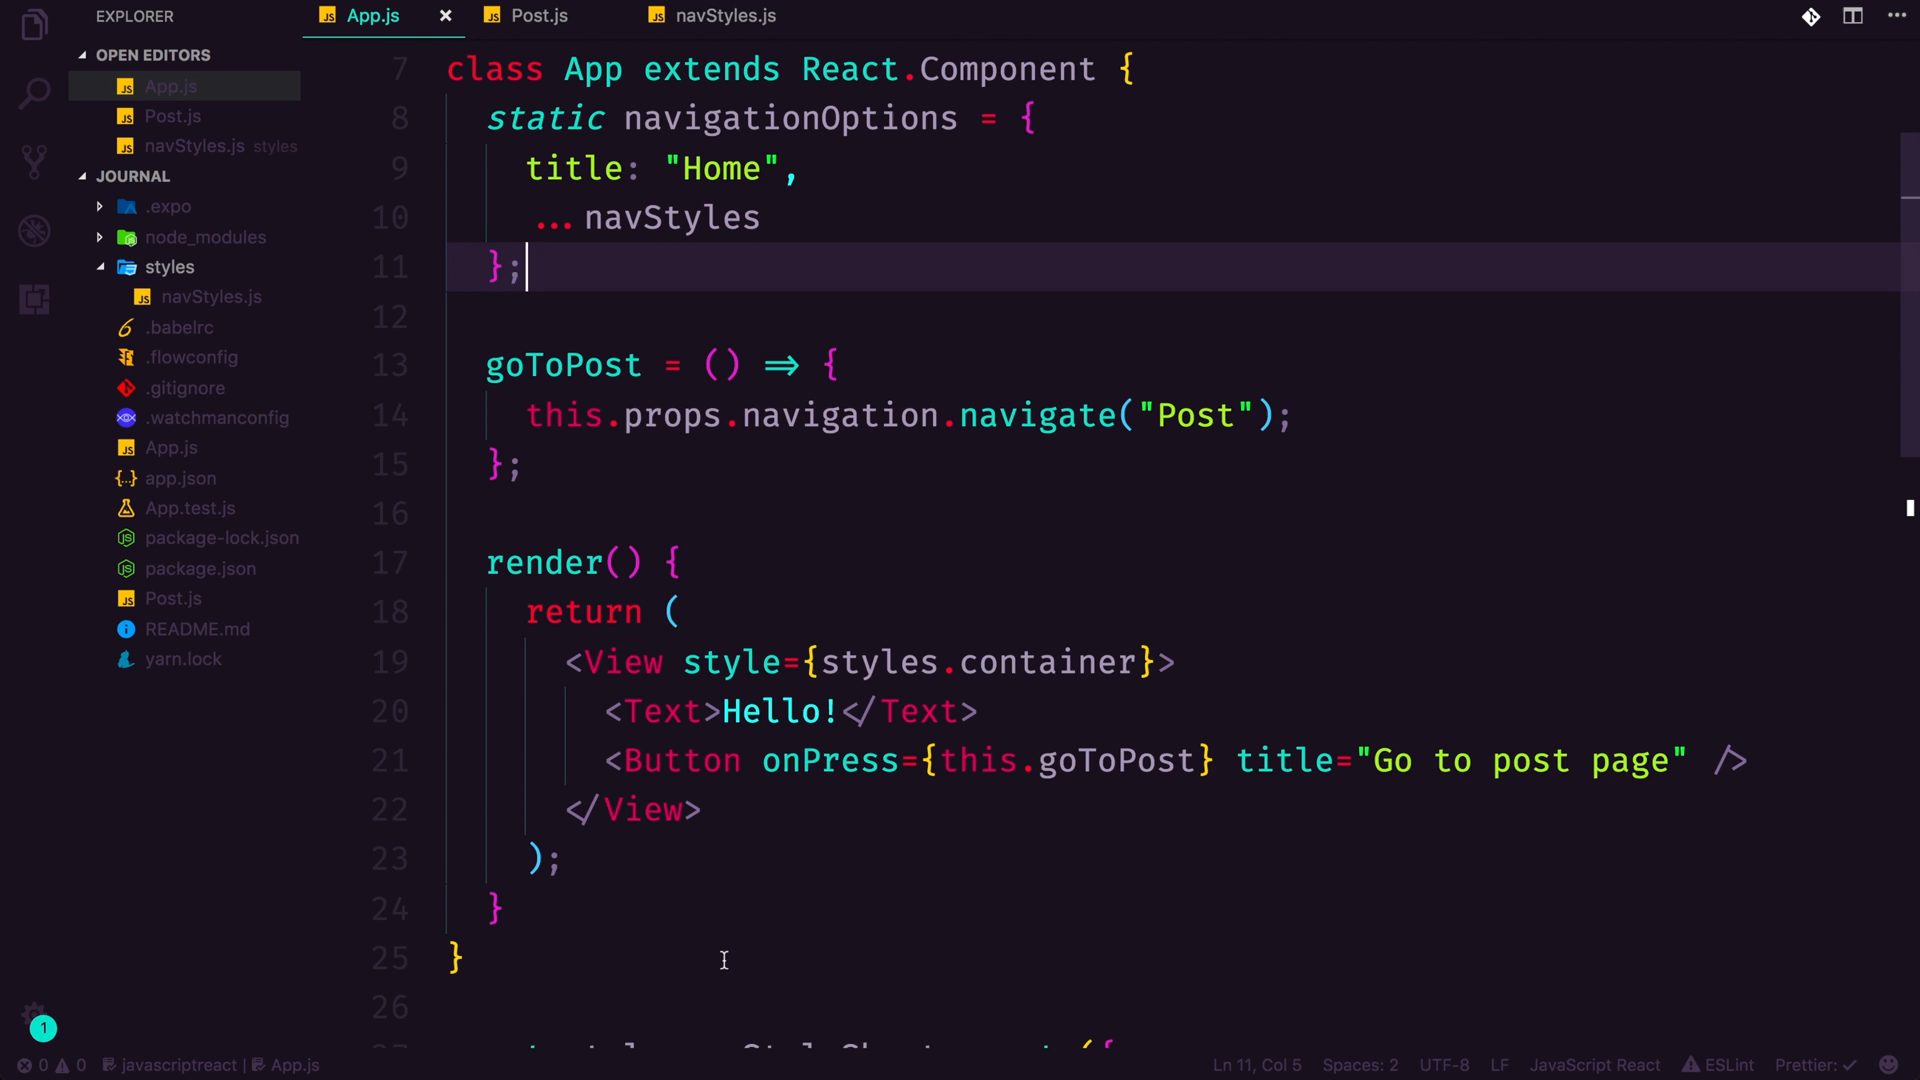 EXPLORER
App.js
Post.js
navStyles.js
OPEN EDITORS
App.js
Post.js
navStyles.js styles
JOURNAL
.expo
node_modules
styles
navStyles.js
.babelrc
.flowconfig
.gitignore
.watchmanconfig
App.js
app.json
App.test.js
package-lock.json
package.json
Post.js
README.md
yarn.lock
7 class App extends React.Component {
8 static navigationOptions = {
9 title: "Home",
10 ...navStyles
11 };
12
13 goToPost = () => {
14 this.props.navigation.navigate("Post");
15 };
16
17 render() {
18 return (
19 <View style={styles.container}>
20 <Text>Hello!</Text>
21 <Button onPress={this.goToPost} title="Go to post page" />
22 </View>
23 );
24 }
25 }
26
1
0 0 javascriptreact | App.js
Ln 11, Col 5 Spaces: 2 UTF-8 LF JavaScript React ESLint Prettier: ✓